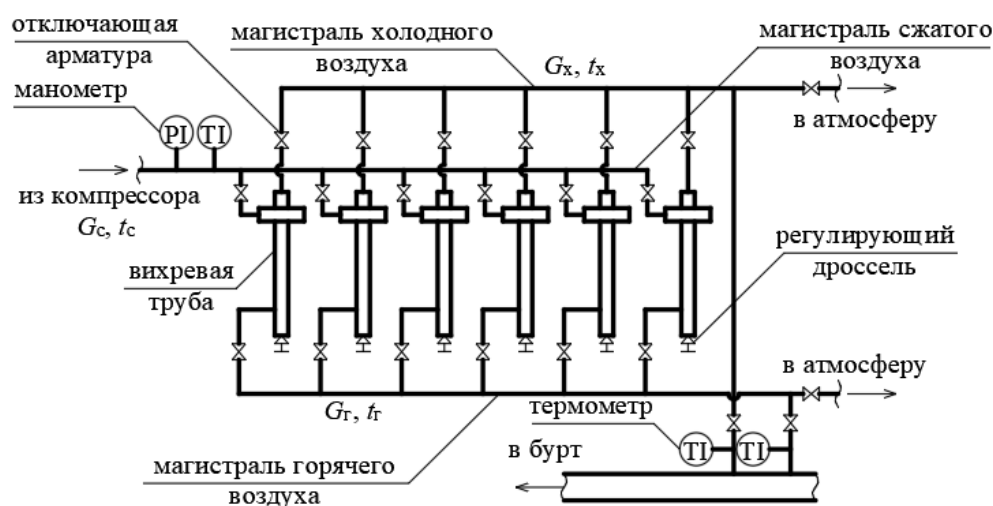 отключающая
арматура
манометр
магистраль холодного
воздуха
Gх, tх
магистраль сжатого
воздуха
PI
TI
в атмосферу
из компрессора
Gс, tс
вихревая
труба
регулирующий
дроссель
в атмосферу
Gг, tг
термометр
TI
TI
в бурт
магистраль горячего
воздуха